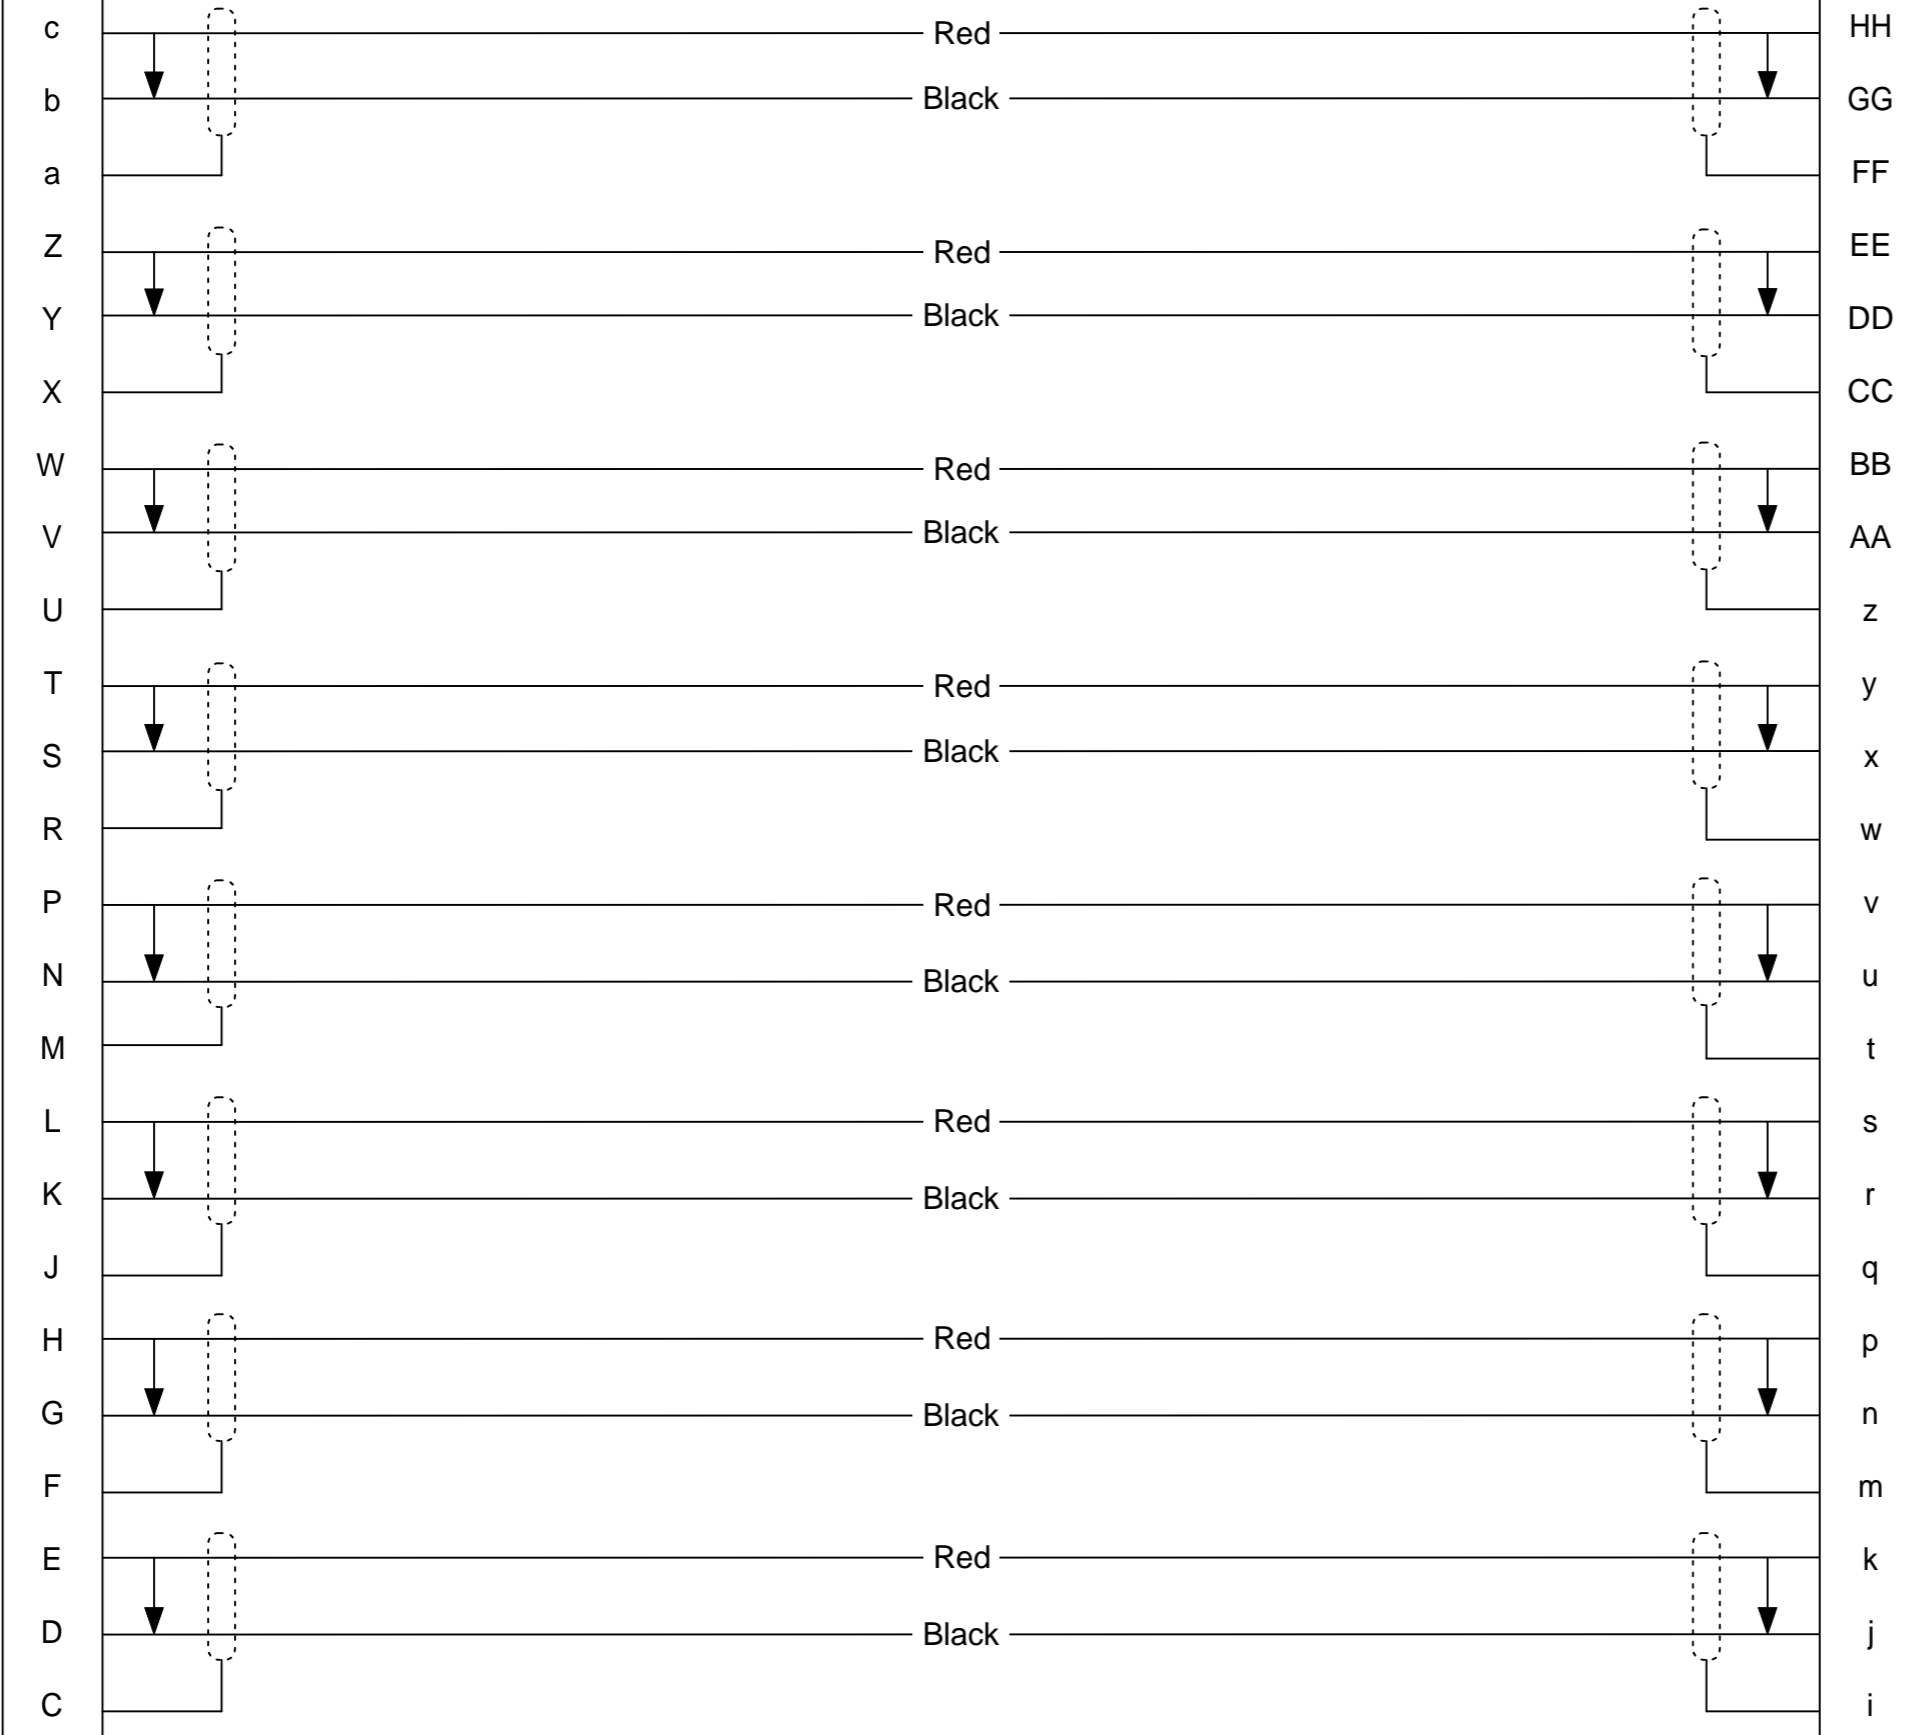 c Red HH
b Black GG
a FF
Z Red EE
Y Black DD
X CC
W Red BB
V Black AA
U z
T Red y
S Black x
R w
P Red v
N Black u
M t
L Red s
K Black r
J q
H Red p
G Black n
F m
E Red k
D Black j
C i